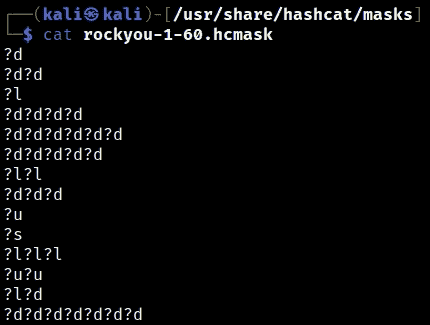 (kali㉿kali)-[/usr/share/hashcat/masks]
$ cat rockyou-1-60.hcmask
?d
?d?d
?l
?d?d?d?d
?d?d?d?d?d?d
?d?d?d?d?d
?l?l
?d?d?d
?u
?s
?l?l?l
?u?u
?l?d
?d?d?d?d?d?d?d